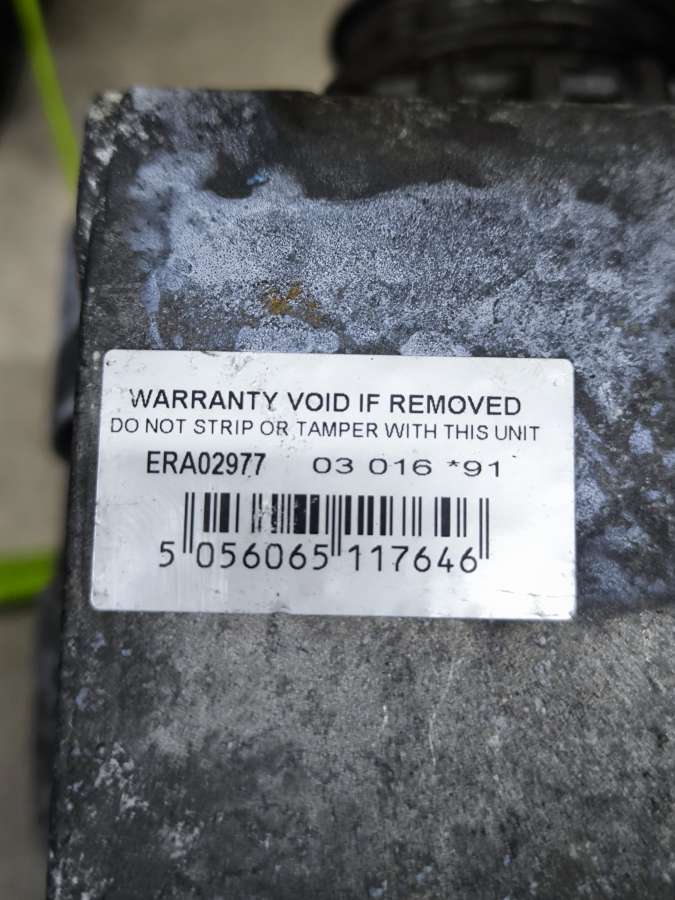 WARRANTY VOID IF REMOVED
DO NOT STRIP OR TAMPER WITH THIS UNIT
ERA02977 03 016 *91
5 056065 117646